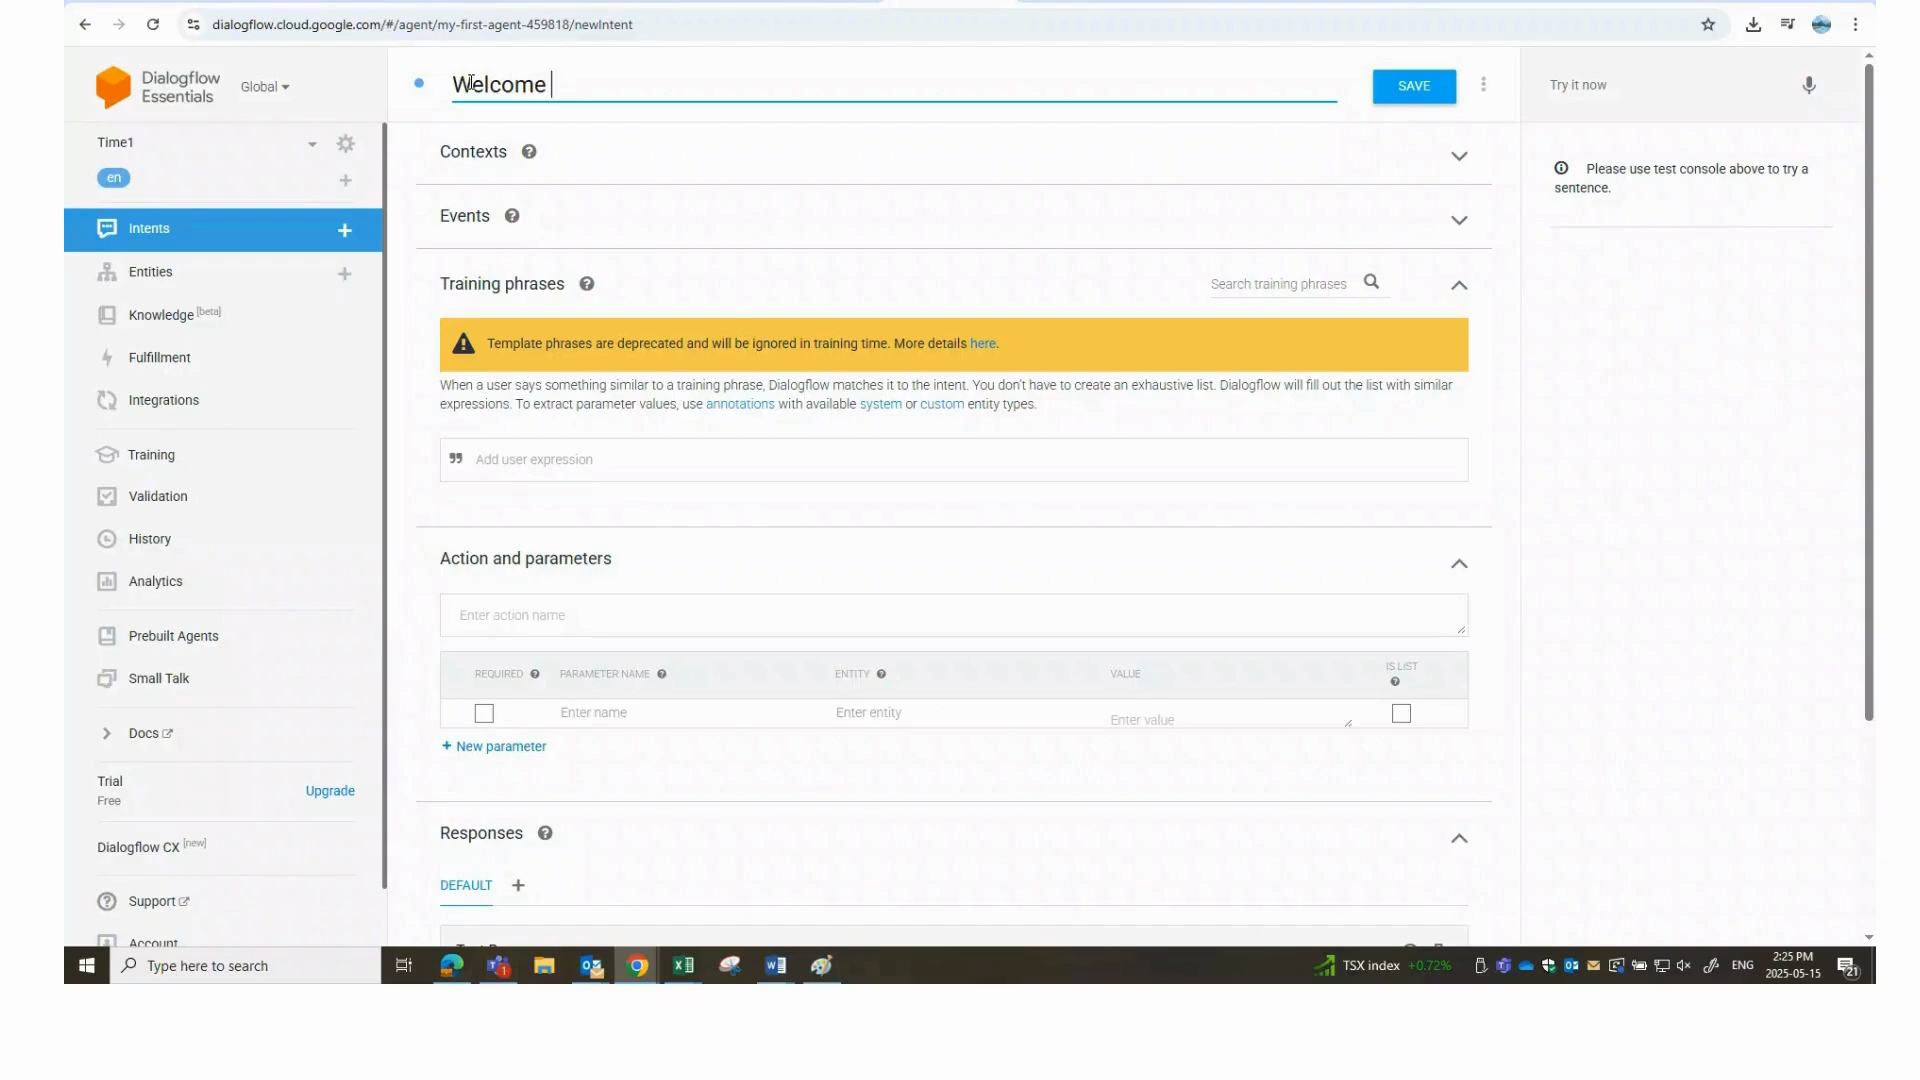 dialogflow.cloud.google.com/#/agent/my-first-agent-459818/newIntent
Dialogflow
Essentials
Global
Welcome
SAVE
Try it now
Time1
en
Please use test console above to try a
sentence.
Intents
Entities
Knowledge [beta]
Fulfillment
Integrations
Training
Validation
History
Analytics
Prebuilt Agents
Small Talk
Docs
Trial
Free
Upgrade
Dialogflow CX [new]
Support
Account
Contexts
Events
Training phrases
Search training phrases
Template phrases are deprecated and will be ignored in training time. More details here.
When a user says something similar to a training phrase, Dialogflow matches it to the intent. You don't have to create an exhaustive list. Dialogflow will fill out the list with similar
expressions. To extract parameter values, use annotations with available system or custom entity types.
Add user expression
Action and parameters
Enter action name
REQUIRED PARAMETER NAME ENTITY VALUE IS LIST
Enter name Enter entity Enter value
+ New parameter
Responses
DEFAULT
Type here to search
TSX index +0.72%
ENG
2:25 PM
2025-05-15
21